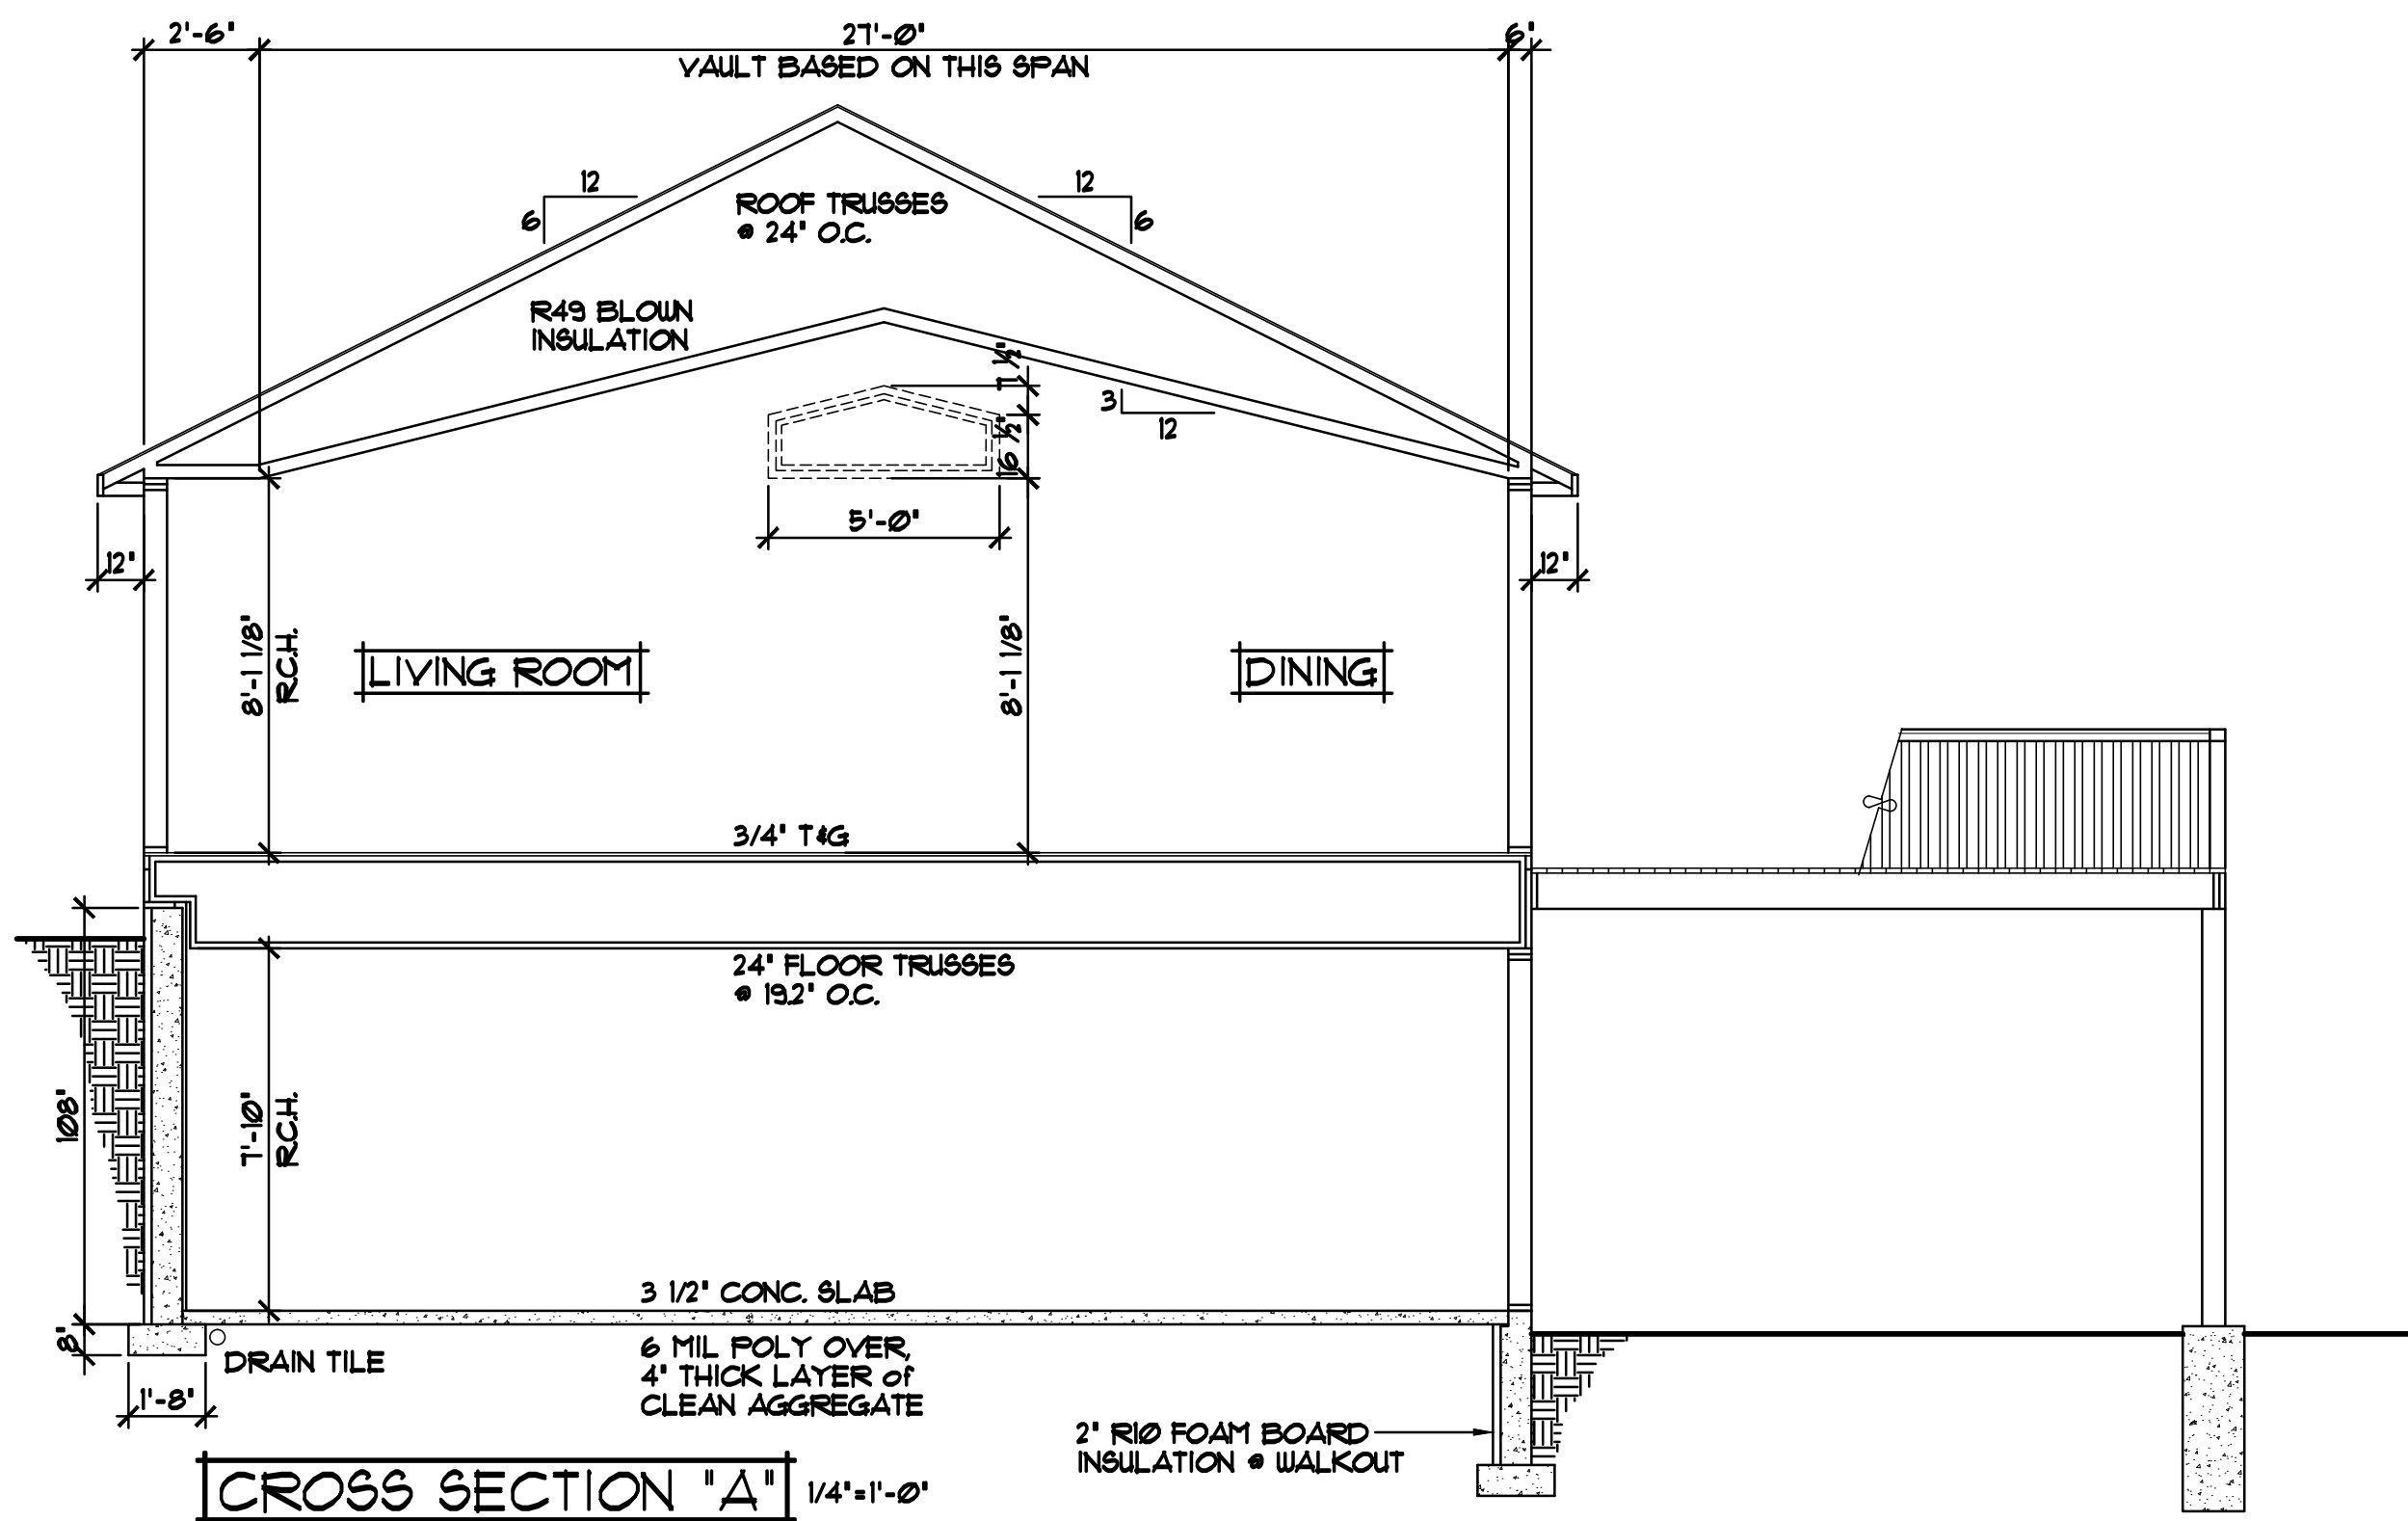 2'-6"
27'-0"
6"
VAULT BASED ON THIS SPAN
12
6
ROOF TRUSSES
@ 24" O.C.
12
6
R49 BLOWN
INSULATION
7 1/2"
16 1/2"
3
12
5'-0"
12"
12"
8'-1 1/8"
R.C.H.
LIVING ROOM
8'-1 1/8"
DINING
3/4" T&G
24" FLOOR TRUSSES
@ 19.2" O.C.
108"
7'-10"
R.C.H.
3 1/2" CONC. SLAB
8"
DRAIN TILE
6 MIL POLY OVER,
4" THICK LAYER of
CLEAN AGGREGATE
1'-8"
2" R10 FOAM BOARD
INSULATION @ WALKOUT
CROSS SECTION "A"
1/4"=1'-0"